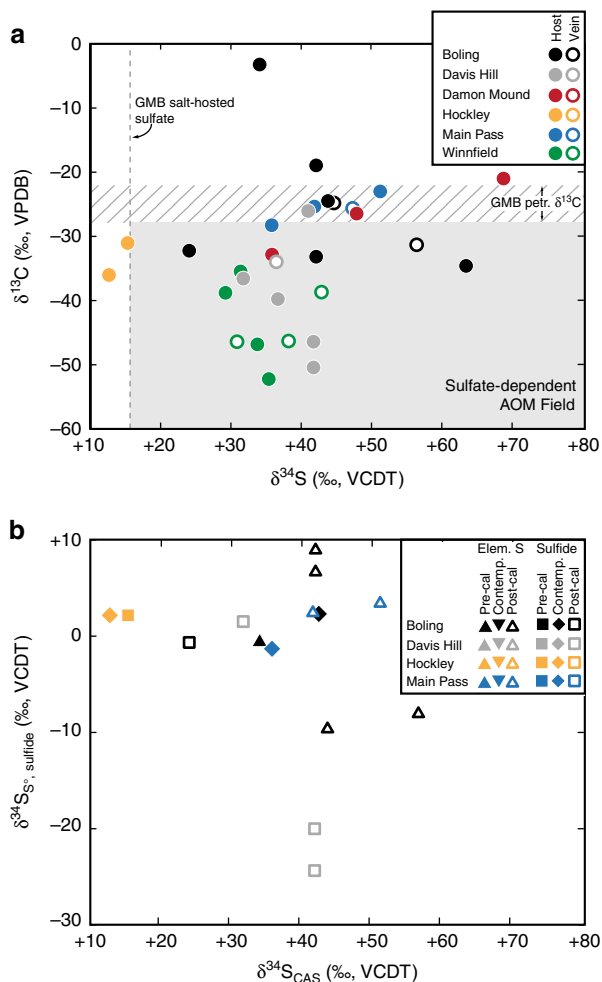 a
Host
Vein
Boling
Davis Hill
Damon Mound
Hockley
Main Pass
Winnfield
GMB salt-hosted
sulfate
GMB petr. δ13C
Sulfate-dependent
AOM Field
0
−10
−20
−30
−40
−50
−60
δ13C (‰, VPDB)
+10
+20
+30
+40
+50
+60
+70
+80
δ34S (‰, VCDT)
b
Elem. S
Sulfide
Pre-cal
Contemp.
Post-cal
Pre-cal
Contemp.
Post-cal
Boling
Davis Hill
Hockley
Main Pass
+10
0
−10
−20
−30
δ34SS°, sulfide (‰, VCDT)
+10
+20
+30
+40
+50
+60
+70
+80
δ34SCAS (‰, VCDT)